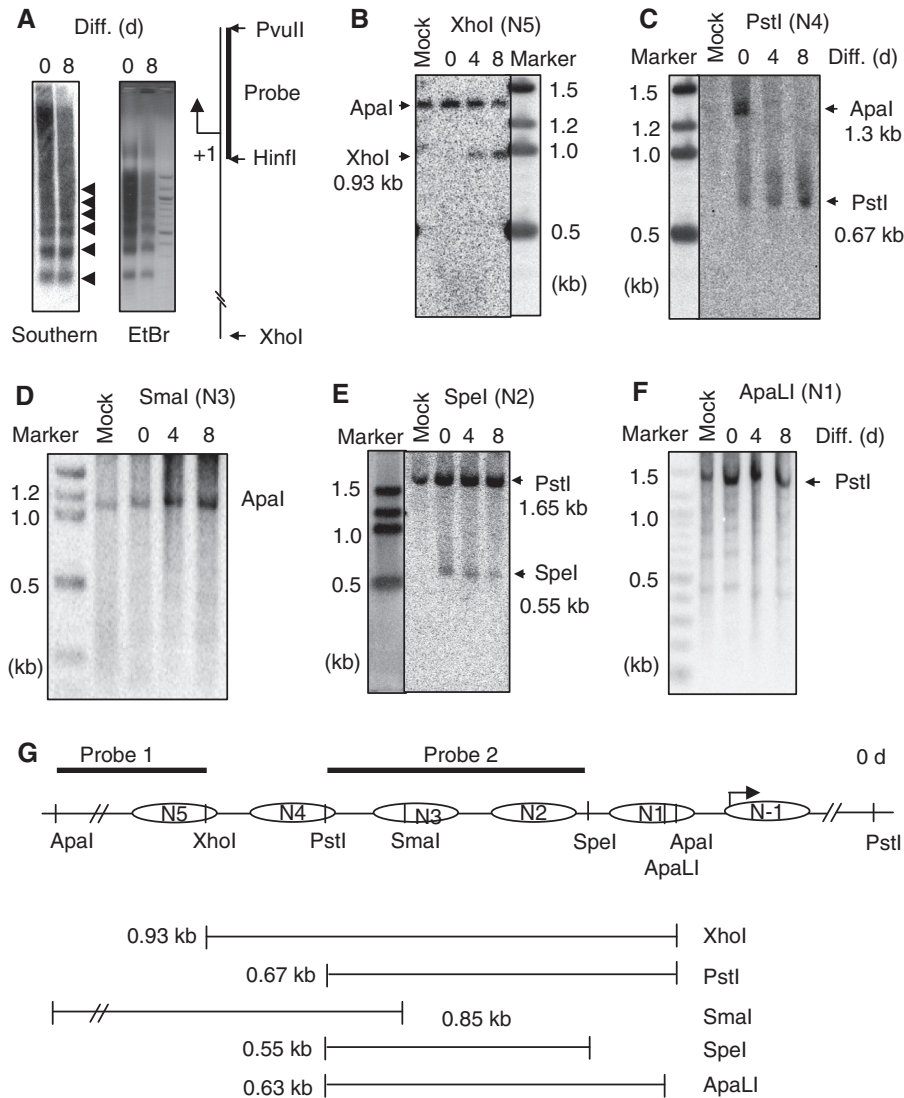 A
Diff. (d)
0 8
0 8
Southern
EtBr
PvuII
Probe
+1
HinfI
XhoI
B
XhoI (N5)
Mock
0 4 8 Marker
ApaI
XhoI
0.93 kb
1.5
1.2
1.0
0.5
(kb)
C
PstI (N4)
Mock
0 4 8 Diff. (d)
1.5
1.2
1.0
0.5
(kb)
ApaI
1.3 kb
PstI
0.67 kb
D
SmaI (N3)
Marker
Mock
0 4 8
1.2
1.0
0.5
(kb)
ApaI
E
SpeI (N2)
Marker
Mock
0 4 8
1.5
1.0
0.5
(kb)
PstI
1.65 kb
SpeI
0.55 kb
F
ApaLI (N1)
Marker
Mock
0 4 8 Diff. (d)
1.5
1.0
0.5
(kb)
PstI
G
Probe 1
Probe 2
0 d
N5 N4 N3 N2 N1 N-1
ApaI XhoI PstI SmaI SpeI ApaI PstI
ApaLI
0.93 kb XhoI
0.67 kb PstI
0.85 kb SmaI
0.55 kb SpeI
0.63 kb ApaLI